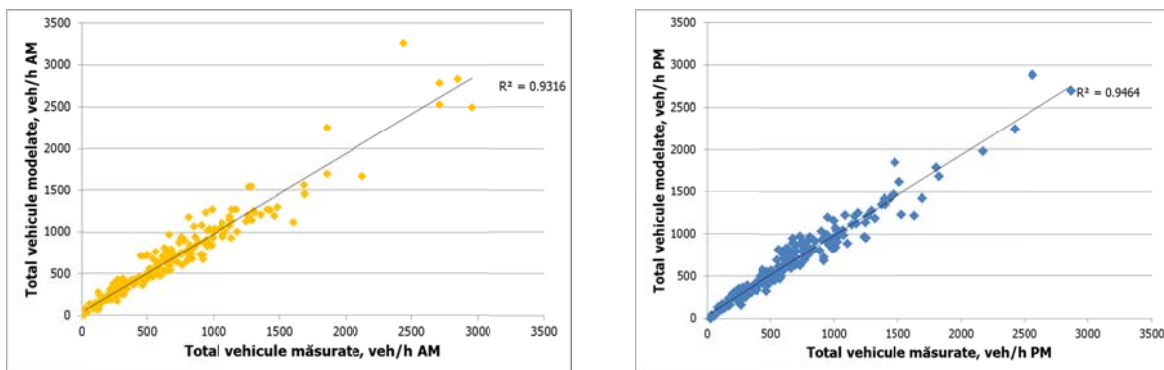 Total vehicule modelate, veh/h AM
3500
3000
2500
2000
1500
1000
500
0
R² = 0.9316
0 500 1000 1500 2000 2500 3000 3500
Total vehicule măsurate, veh/h AM
Total vehicule modelate, veh/h PM
3500
3000
2500
2000
1500
1000
500
0
R² = 0.9464
0 500 1000 1500 2000 2500 3000 3500
Total vehicule măsurate, veh/h PM